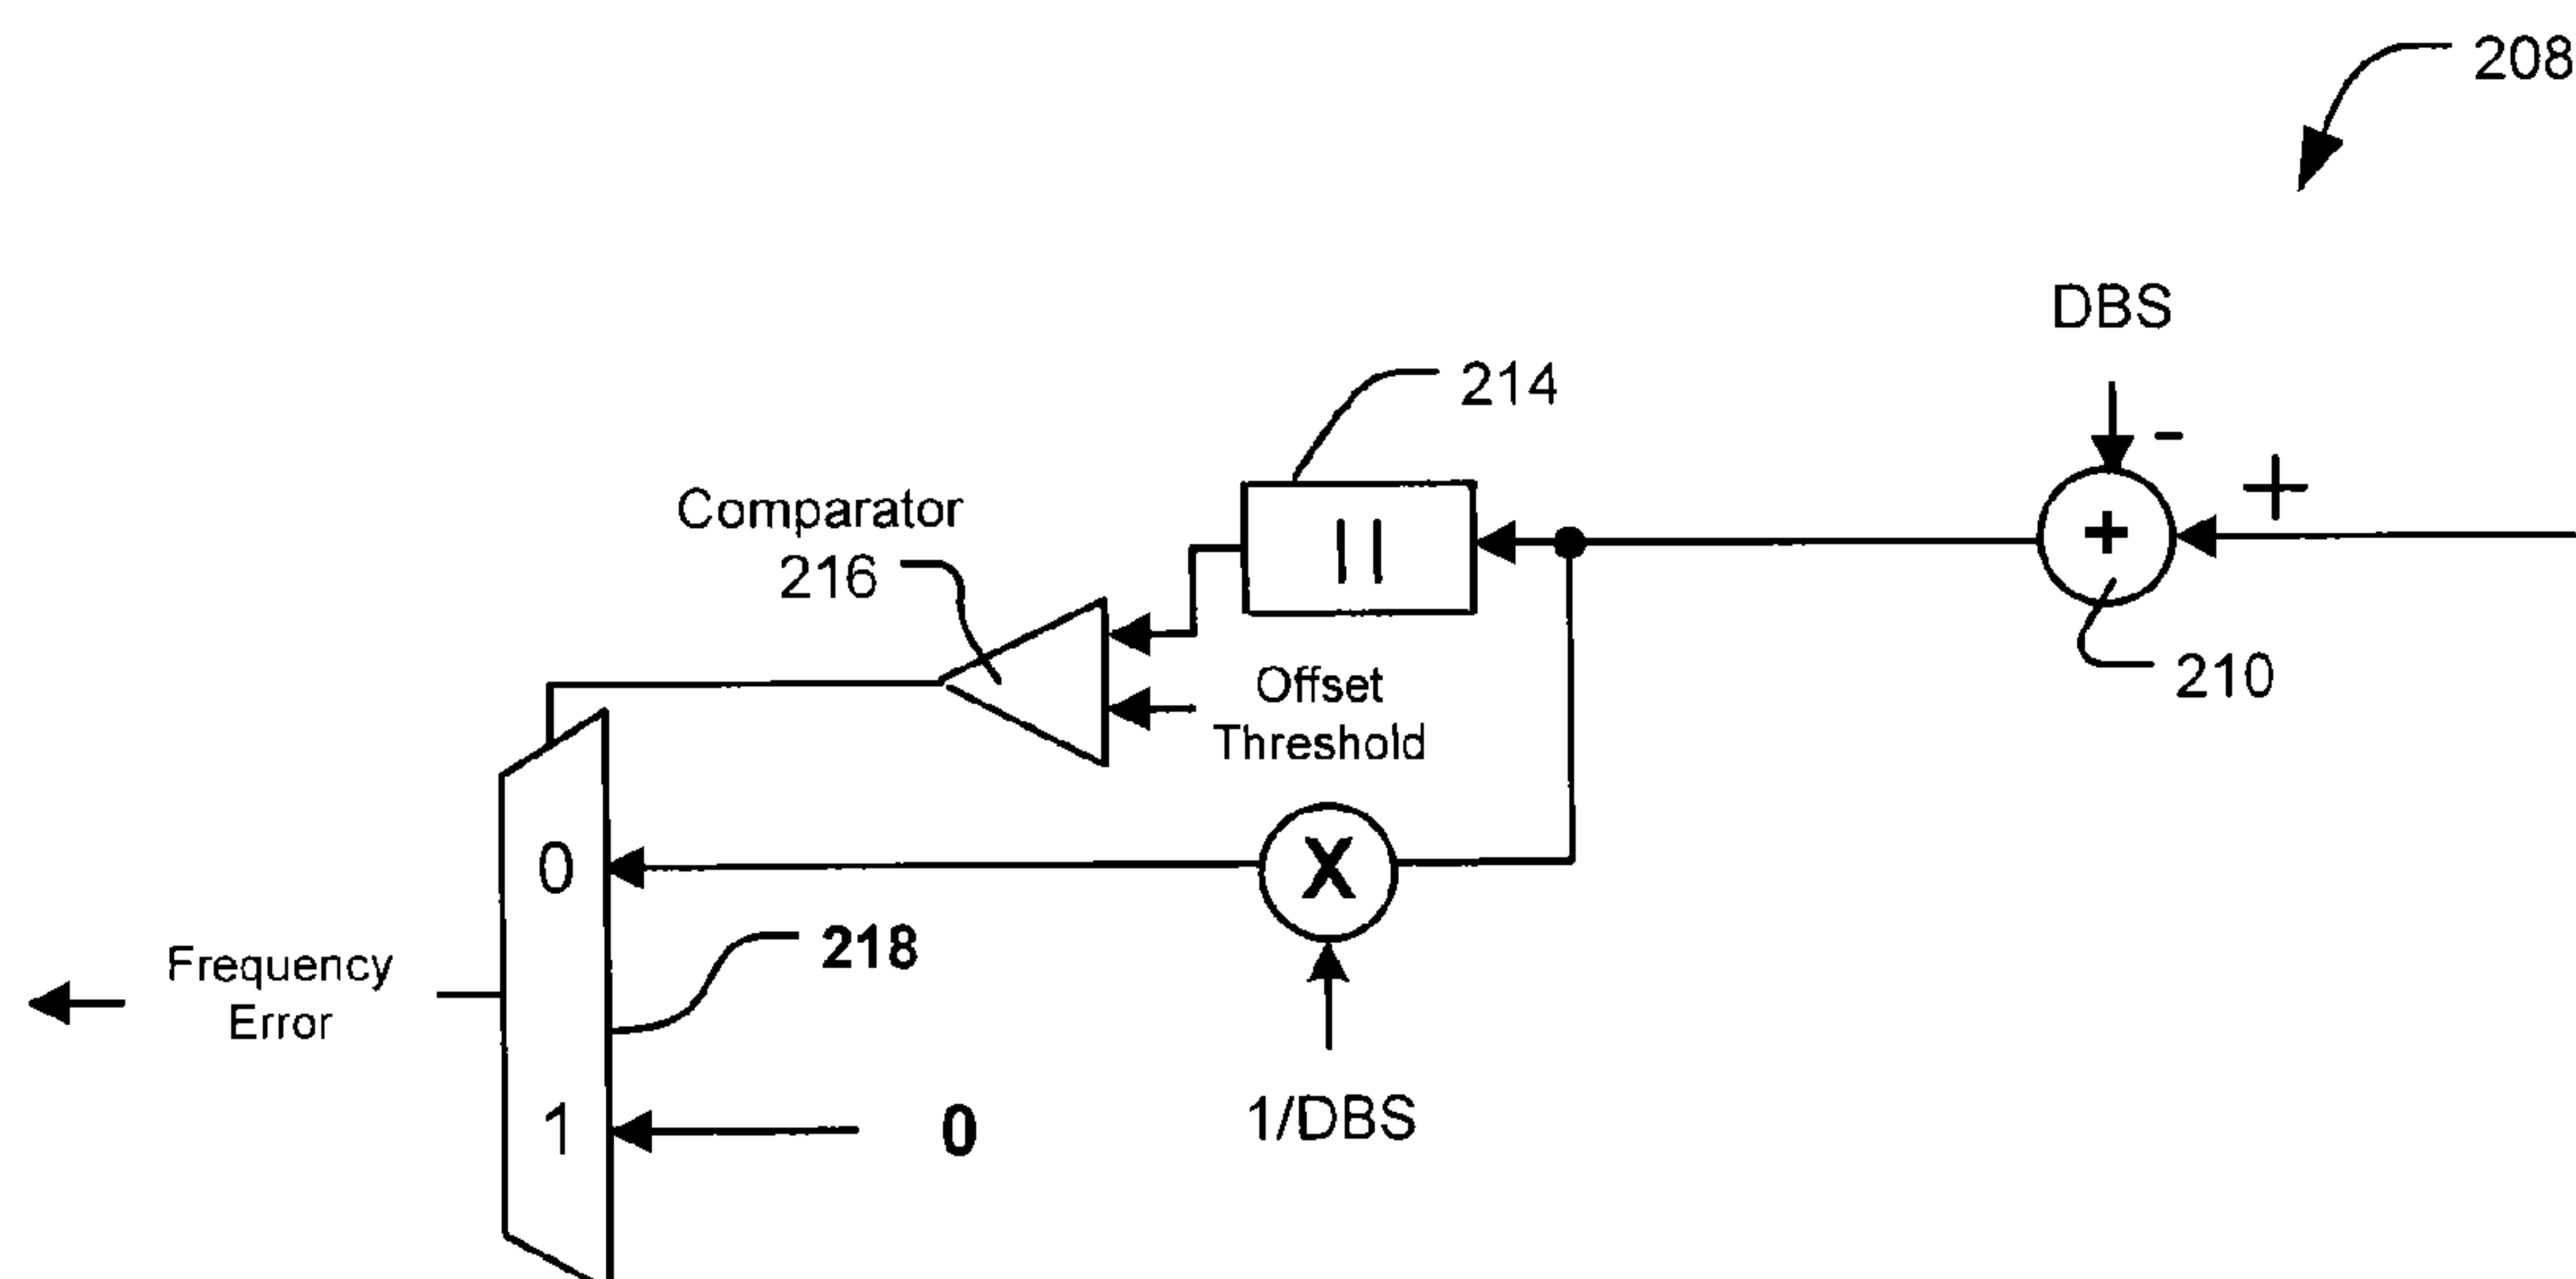 208
DBS
-
+
+
210
214
| |
Comparator
216
Offset
Threshold
X
1/DBS
0
218
1
0
Frequency
Error